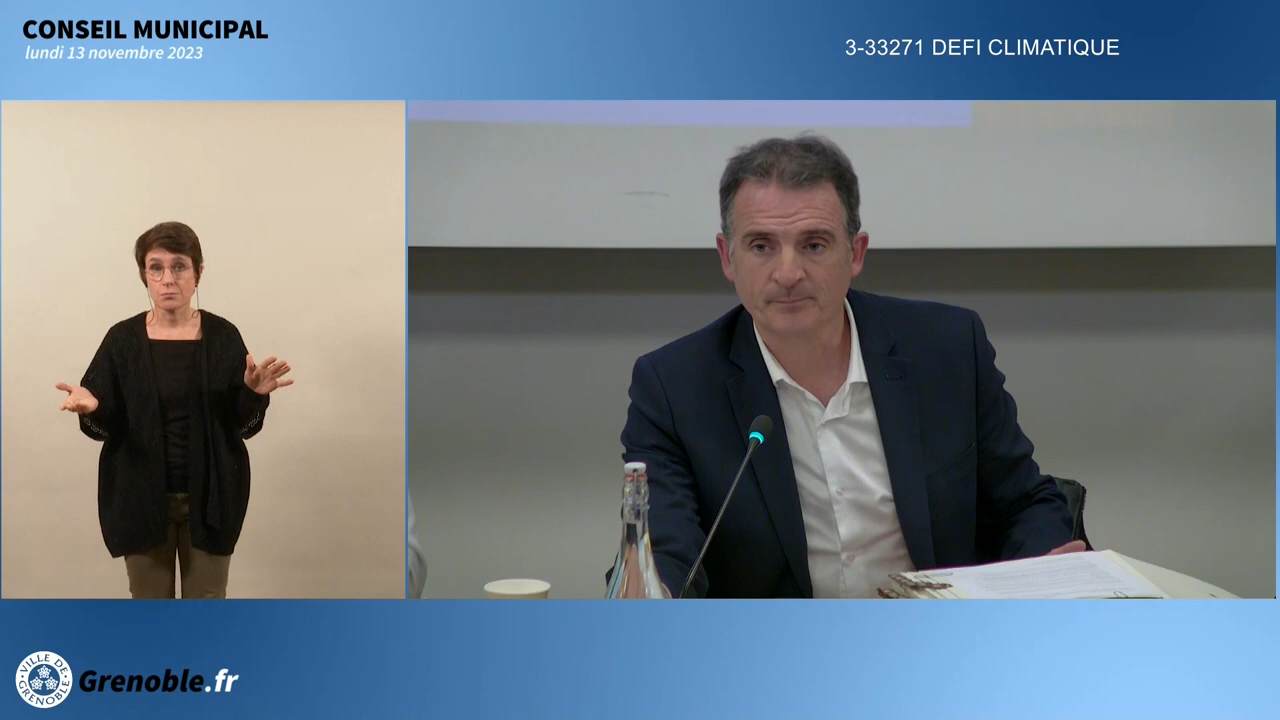 CONSEIL MUNICIPAL
lundi 13 novembre 2023
3-33271 DEFI CLIMATIQUE
VILLE DE
GRENOBLE
Grenoble.fr